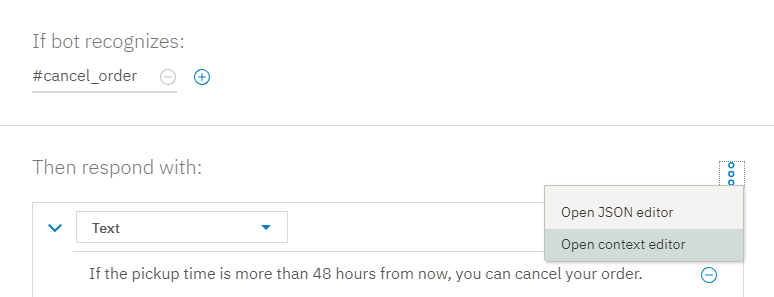 If bot recognizes:
#cancel_order
Then respond with:
Open JSON editor
Text
Open context editor
If the pickup time is more than 48 hours from now, you can cancel your order.